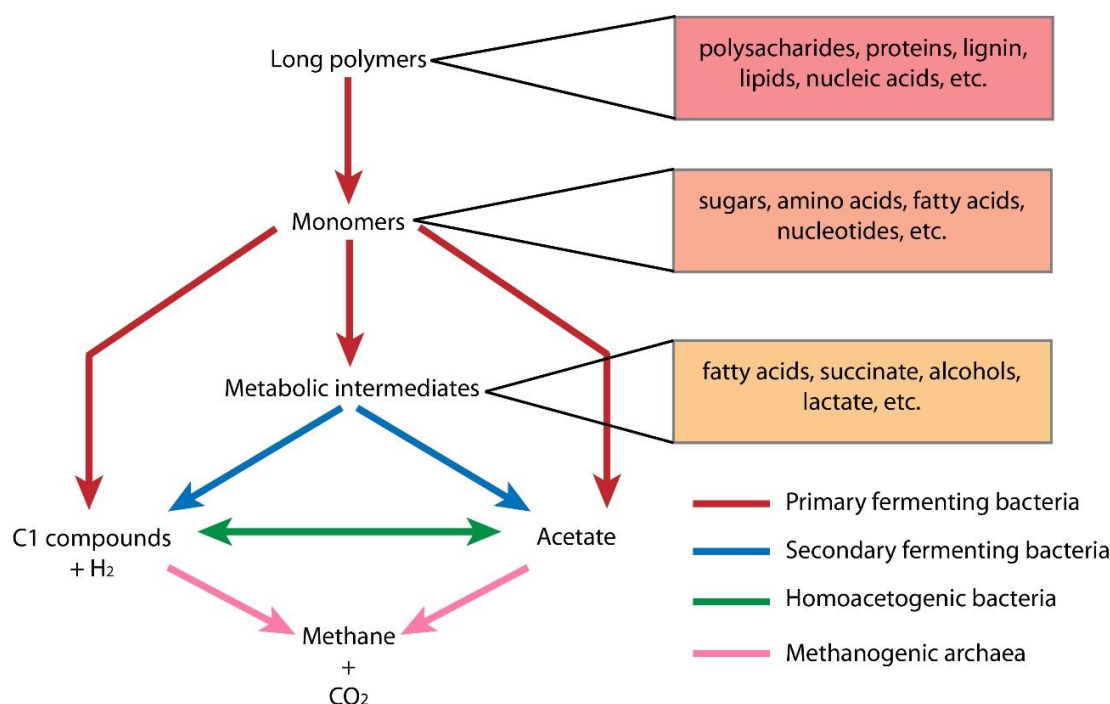 Long polymers
polysacharides, proteins, lignin,
lipids, nucleic acids, etc.
Monomers
sugars, amino acids, fatty acids,
nucleotides, etc.
Metabolic intermediates
fatty acids, succinate, alcohols,
lactate, etc.
C1 compounds
+ H₂
Acetate
Methane
+
CO₂
Primary fermenting bacteria
Secondary fermenting bacteria
Homoacetogenic bacteria
Methanogenic archaea